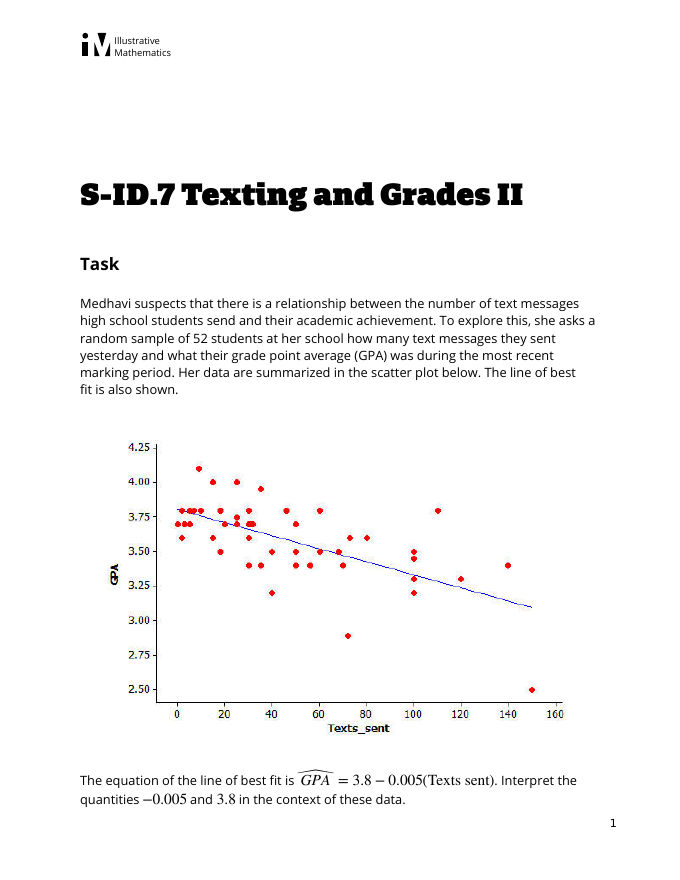 Illustrative
Mathematics
S-ID.7 Texting and Grades II
Task
Medhavi suspects that there is a relationship between the number of text messages
high school students send and their academic achievement. To explore this, she asks a
random sample of 52 students at her school how many text messages they sent
yesterday and what their grade point average (GPA) was during the most recent
marking period. Her data are summarized in the scatter plot below. The line of best
fit is also shown.
4.25
4.00
3.75
3.50
3.25
3.00
2.75
2.50
GPA
0 20 40 60 80 100 120 140 160
Texts_sent
The equation of the line of best fit is $\widehat{GPA} = 3.8 − 0.005(Texts sent)$. Interpret the
quantities −0.005 and 3.8 in the context of these data.
1